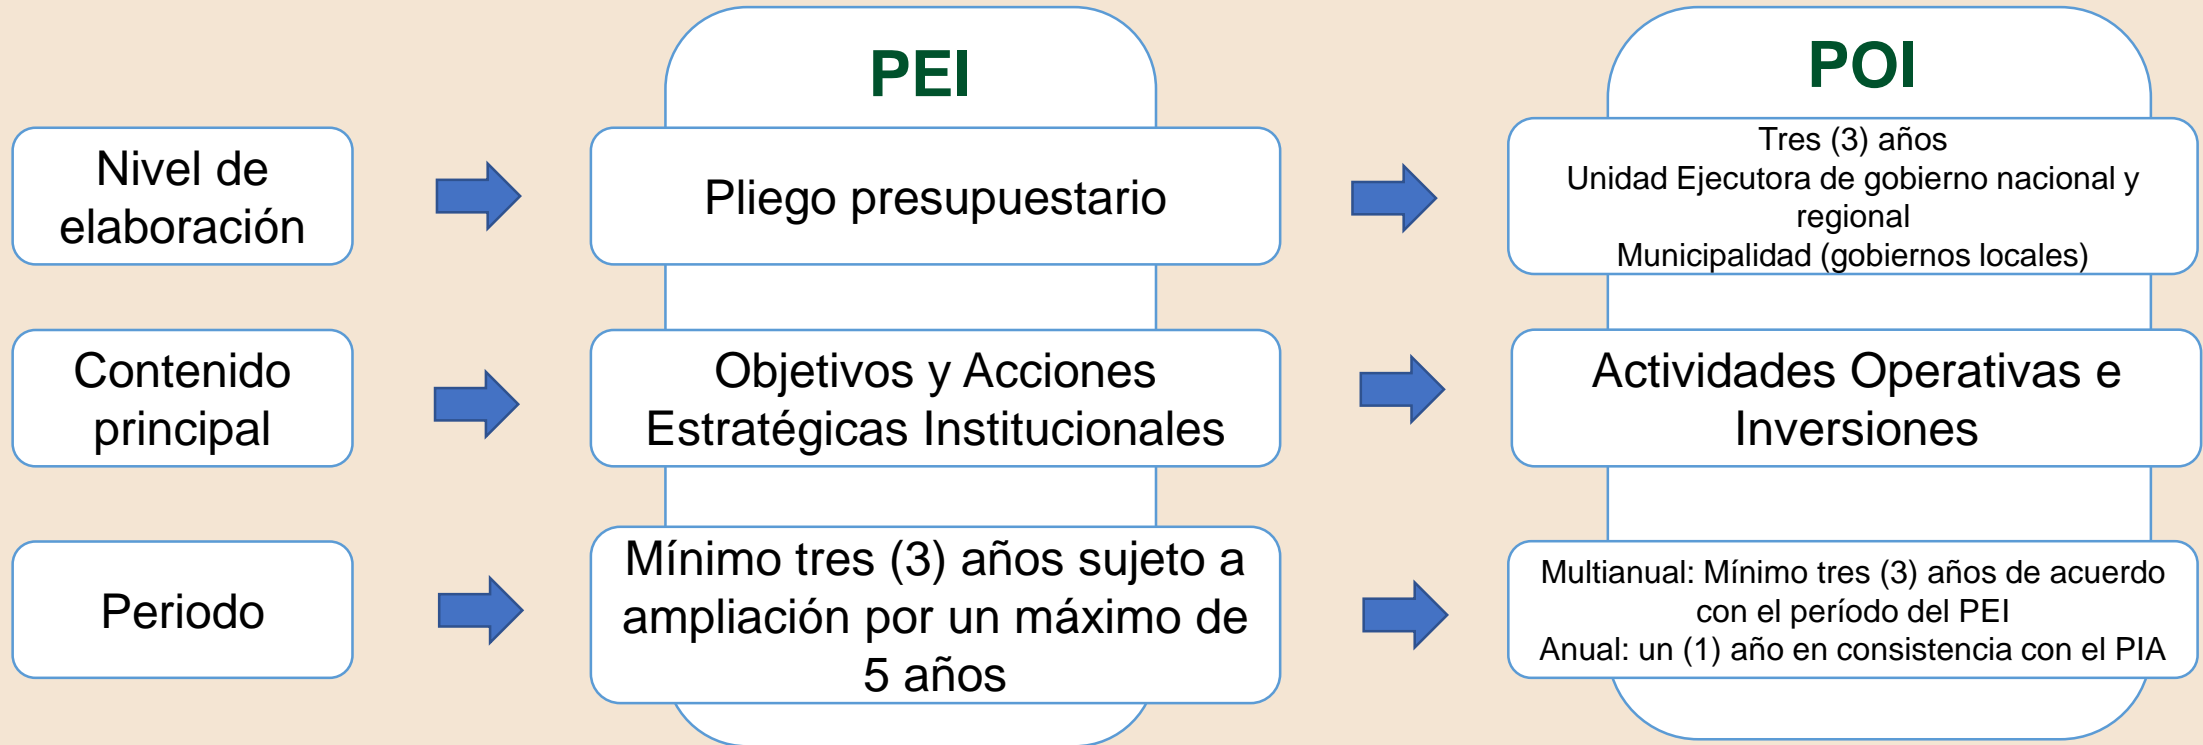 PEI
POI
Nivel de
elaboración
Pliego presupuestario
Tres (3) años
Unidad Ejecutora de gobierno nacional y
regional
Municipalidad (gobiernos locales)
Contenido
principal
Objetivos y Acciones
Estratégicas Institucionales
Actividades Operativas e
Inversiones
Periodo
Mínimo tres (3) años sujeto a
ampliación por un máximo de
5 años
Multianual: Mínimo tres (3) años de acuerdo
con el período del PEI
Anual: un (1) año en consistencia con el PIA